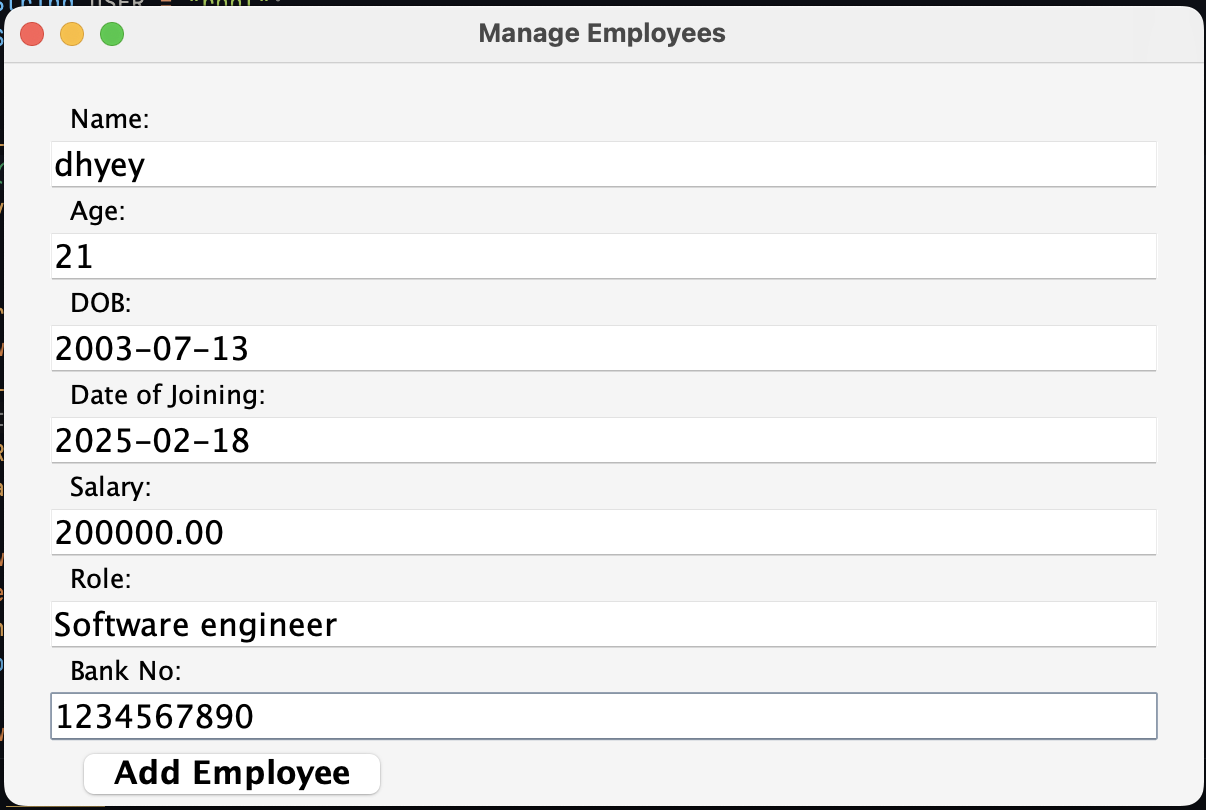 Manage Employees
Name:
dhyey
Age:
21
DOB:
2003-07-13
Date of Joining:
2025-02-18
Salary:
200000.00
Role:
Software engineer
Bank No:
1234567890
Add Employee